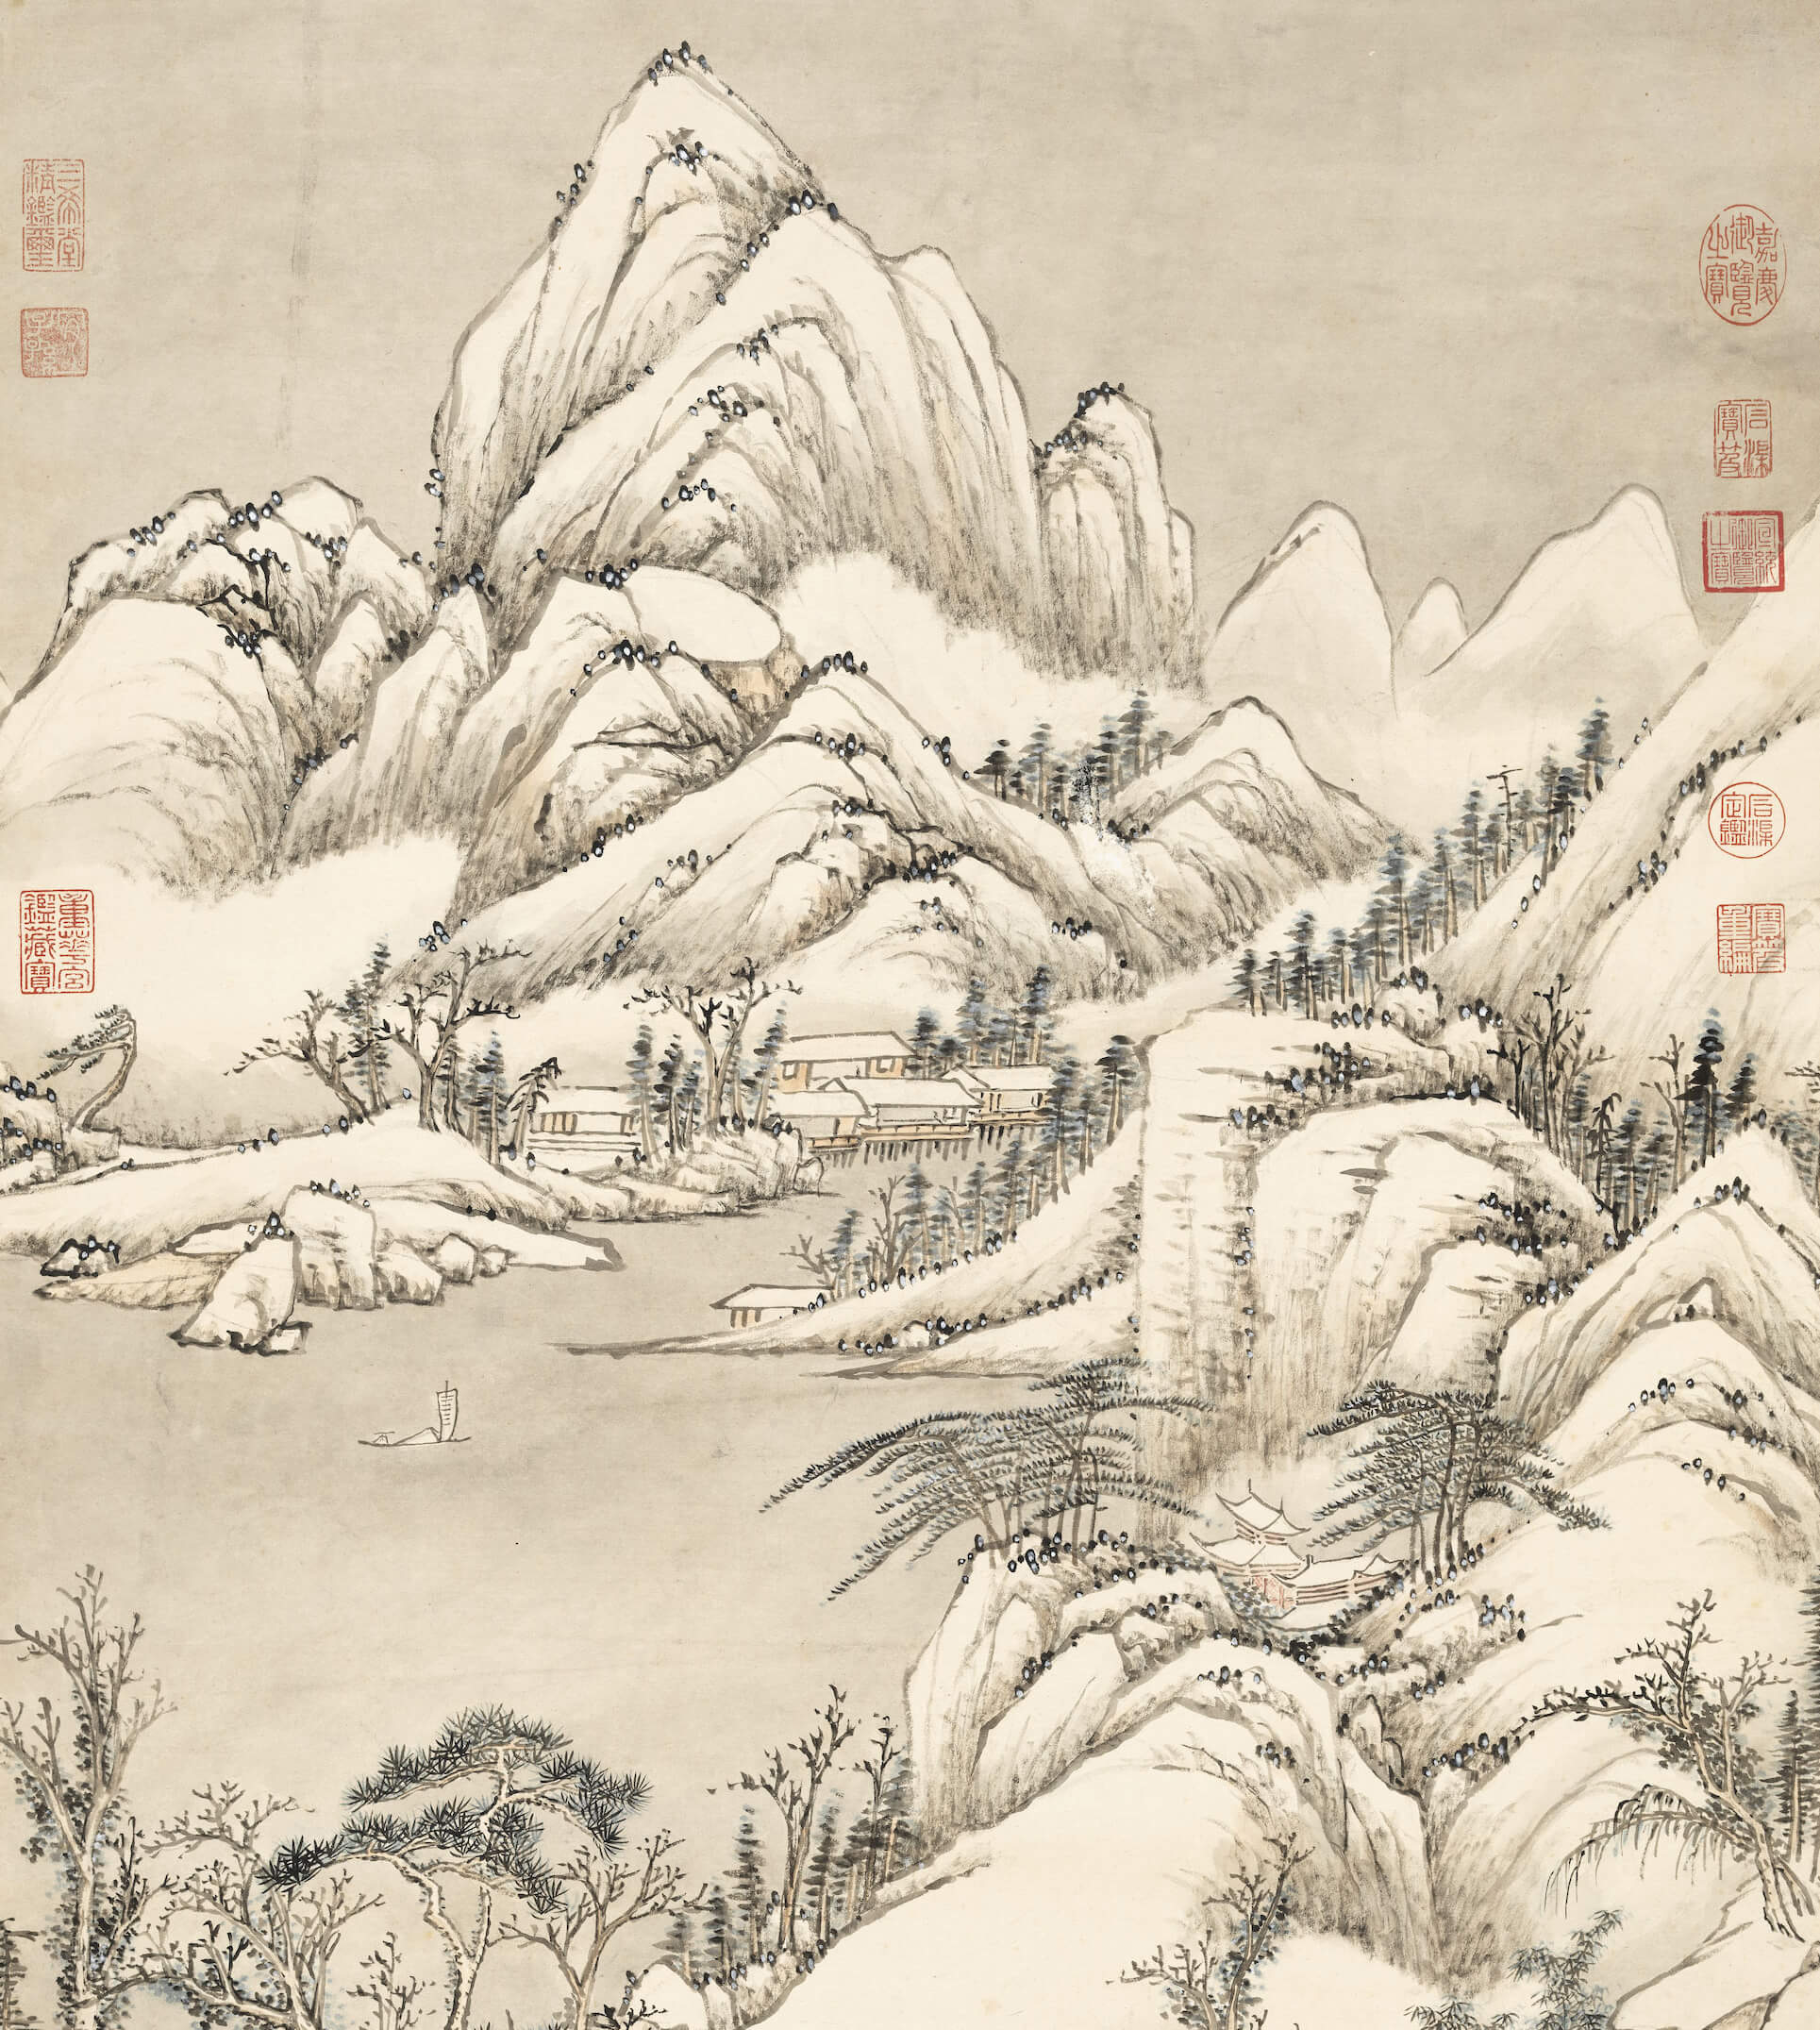 嘉慶御覽之寶
石渠寶笈
宣統御覽之寶
石渠定鑑
寶笈重編
三希堂精鑑璽
宜子孫
重華宮鑑藏寶